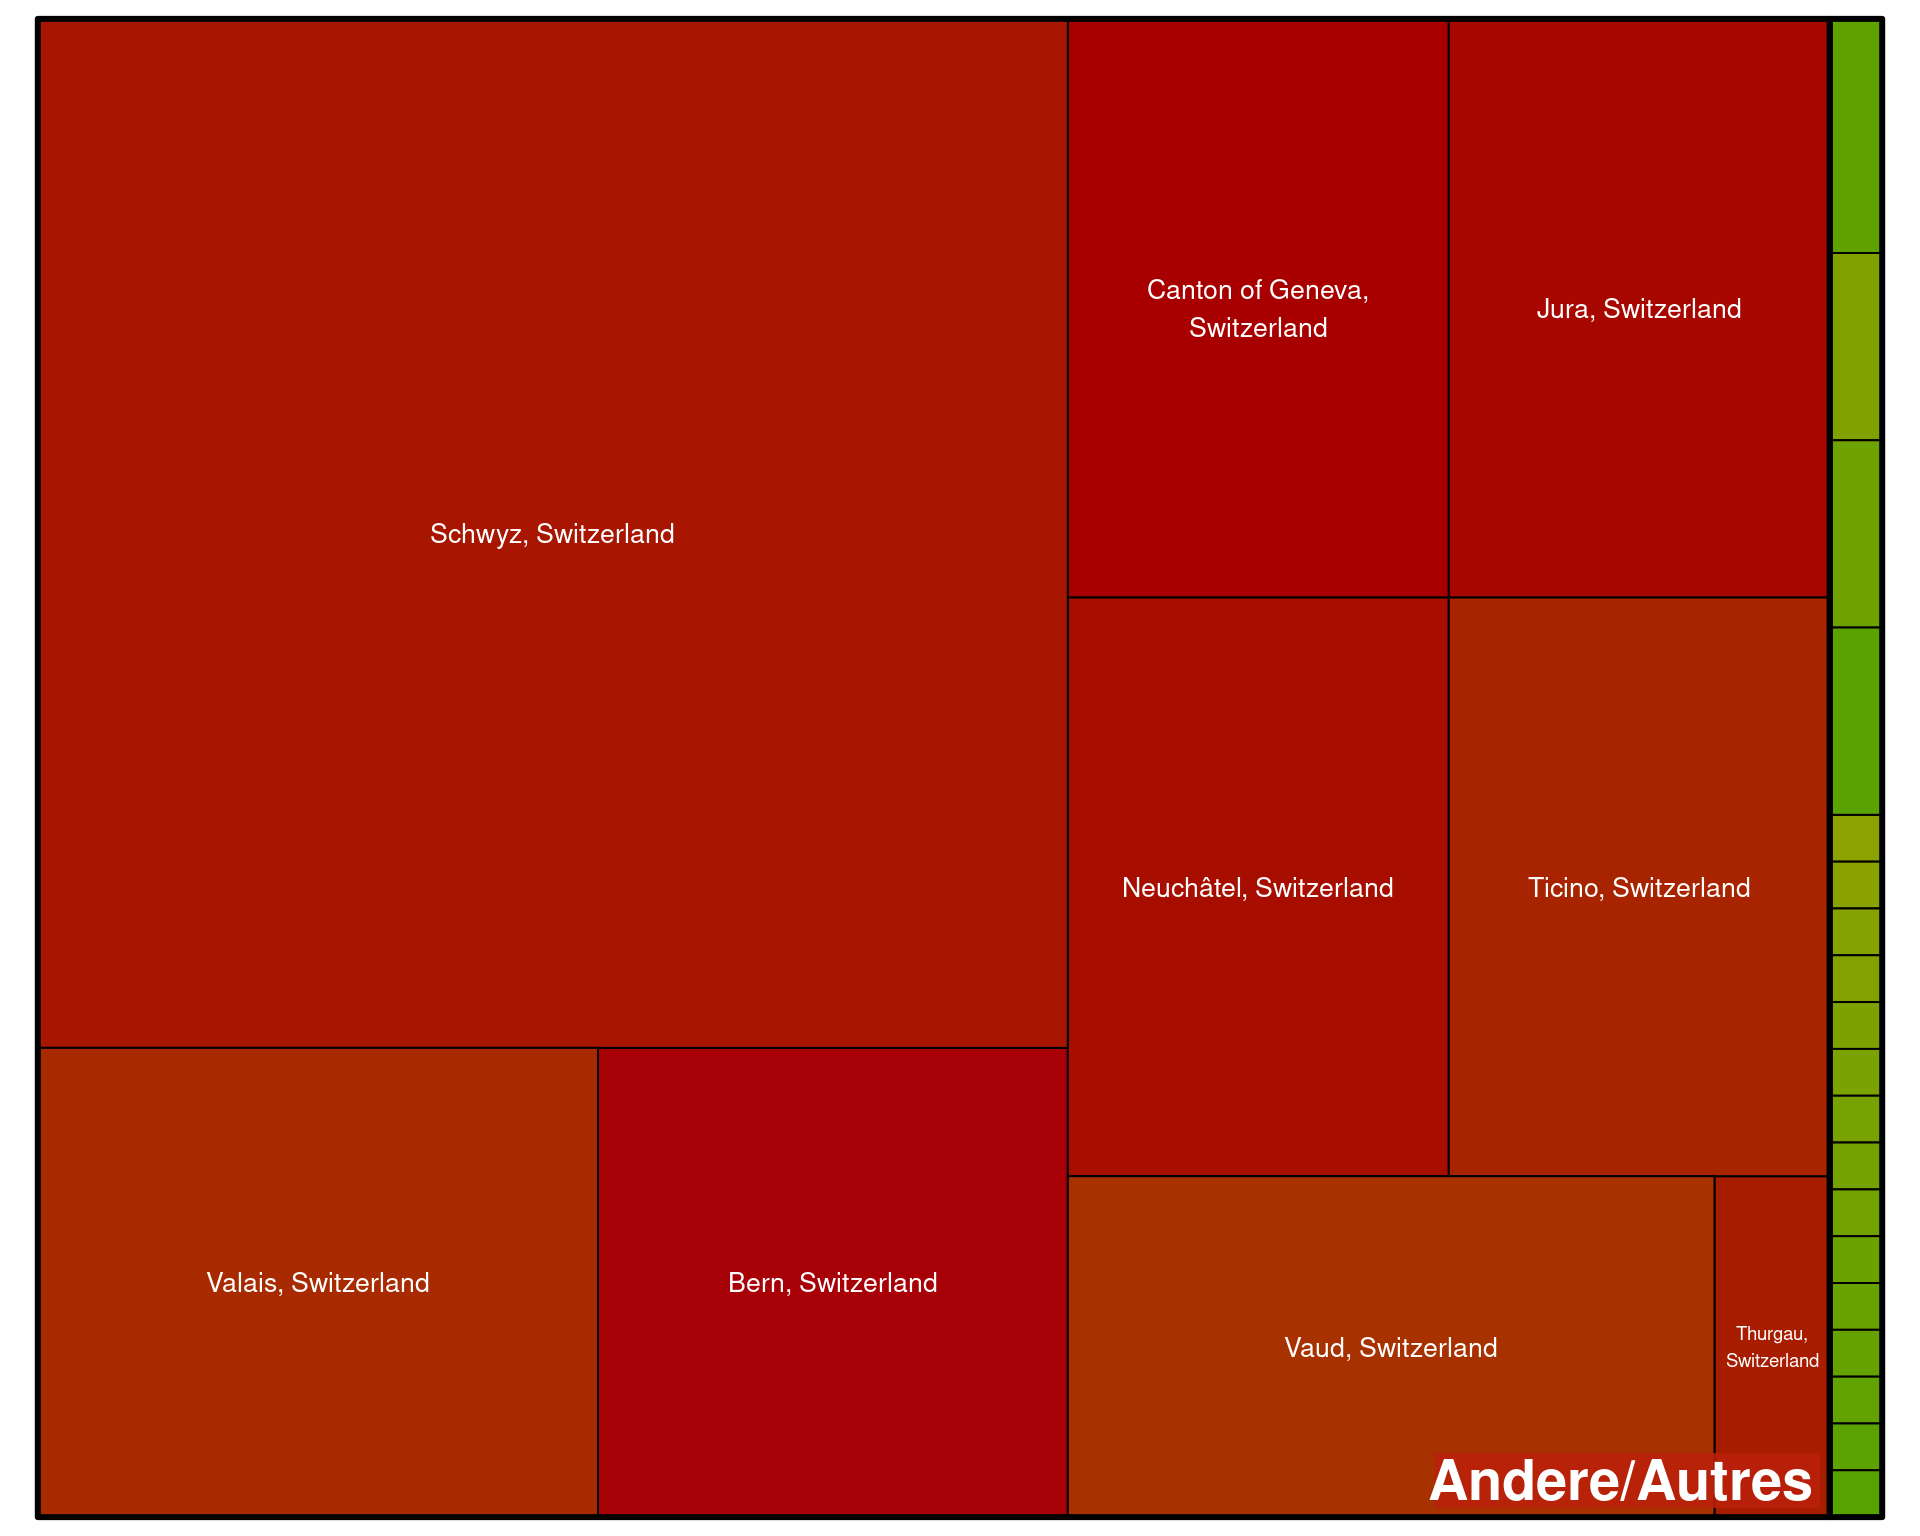 Canton of Geneva,
Switzerland
Jura, Switzerland
Schwyz, Switzerland
Neuchâtel, Switzerland
Ticino, Switzerland
Valais, Switzerland
Bern, Switzerland
Vaud, Switzerland
Thurgau,
Switzerland
Andere/Autres